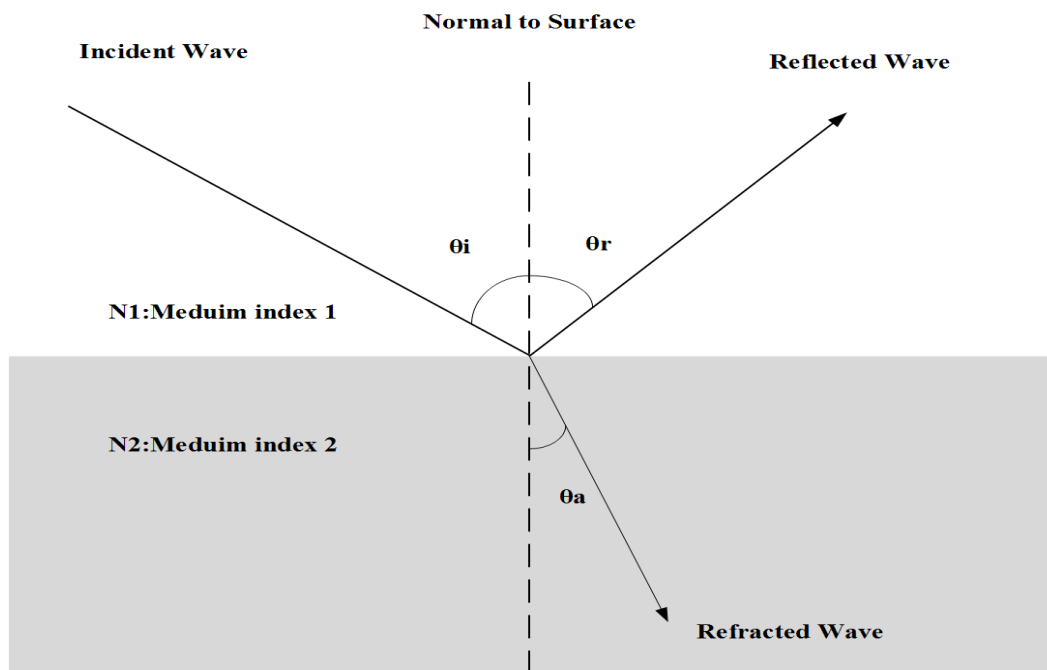 Normal to Surface
Incident Wave
Reflected Wave
θi
θr
N1:Meduim index 1
N2:Meduim index 2
θa
Refracted Wave